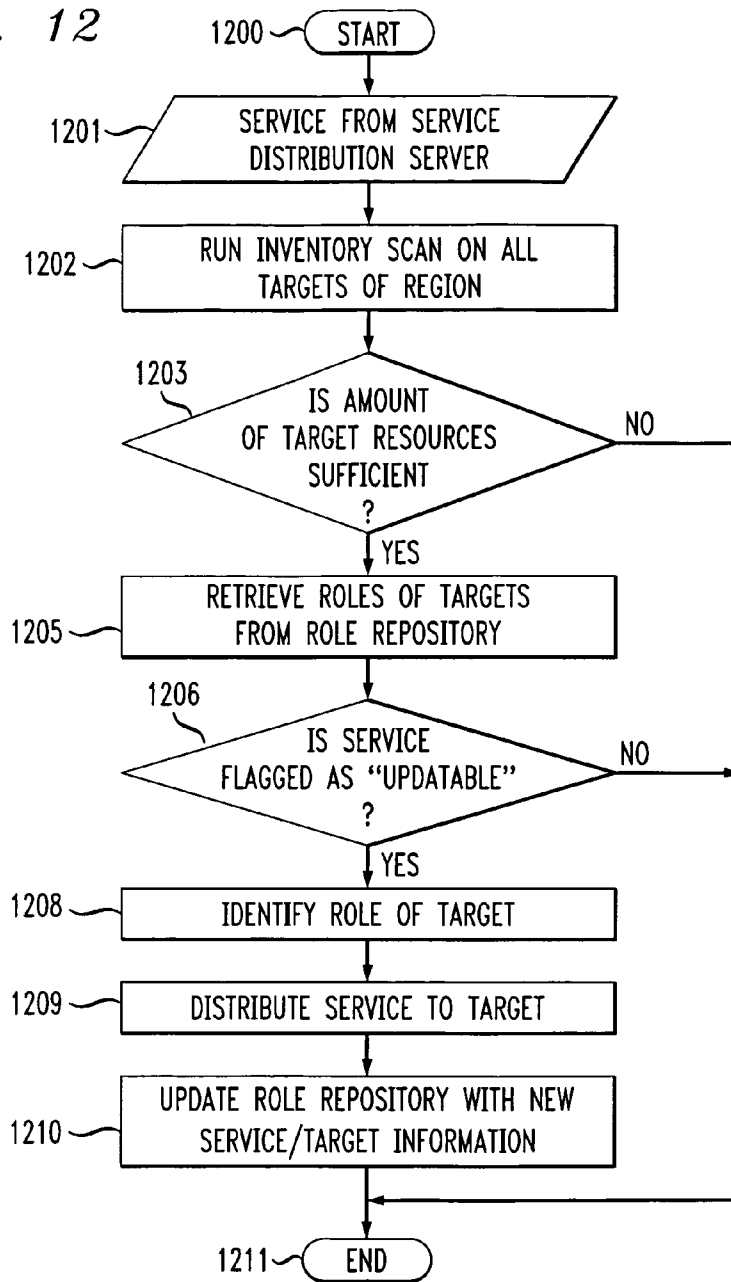 . 12
1200
START
1201
SERVICE FROM SERVICE
DISTRIBUTION SERVER
1202
RUN INVENTORY SCAN ON ALL
TARGETS OF REGION
1203
IS AMOUNT
OF TARGET RESOURCES
SUFFICIENT
?
NO
YES
1205
RETRIEVE ROLES OF TARGETS
FROM ROLE REPOSITORY
1206
IS SERVICE
FLAGGED AS “UPDATABLE”
?
NO
YES
1208
IDENTIFY ROLE OF TARGET
1209
DISTRIBUTE SERVICE TO TARGET
1210
UPDATE ROLE REPOSITORY WITH NEW
SERVICE/TARGET INFORMATION
1211
END